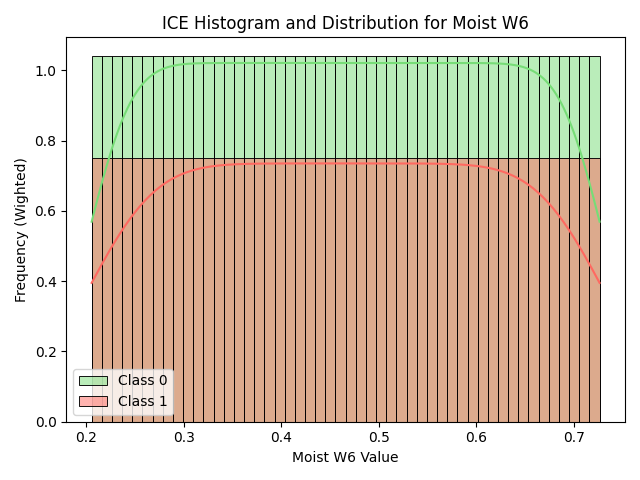 ICE Histogram and Distribution for Moist W6
Frequency (Wighted)
1.0
0.8
0.6
0.4
0.2
0.0
Class 0
Class 1
0.2 0.3 0.4 0.5 0.6 0.7
Moist W6 Value